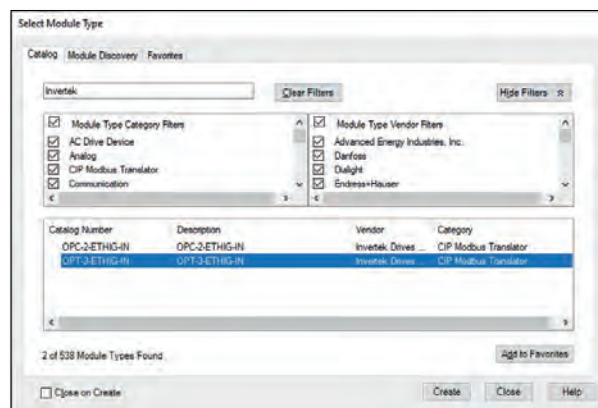 Select Module Type
Catalog Module Discovery Favorites
Invertek Clear Filters Hide Filters
Module Type Category Filters
AC Drive Device
Analog
CIP Modbus Translator
Communication
Module Type Vendor Filters
Advanced Energy Industries, Inc.
Danfoss
Dialight
Endress+Hauser
Catalog Number Description Vendor Category
OPC-2-ETHIG-IN OPC-2-ETHIG-IN Invertek Drives ... CIP Modbus Translator
OPT-3-ETHIG-IN OPT-3-ETHIG-IN Invertek Drives ... CIP Modbus Translator
2 of 538 Module Types Found Add to Favorites
Close on Create Create Close Help